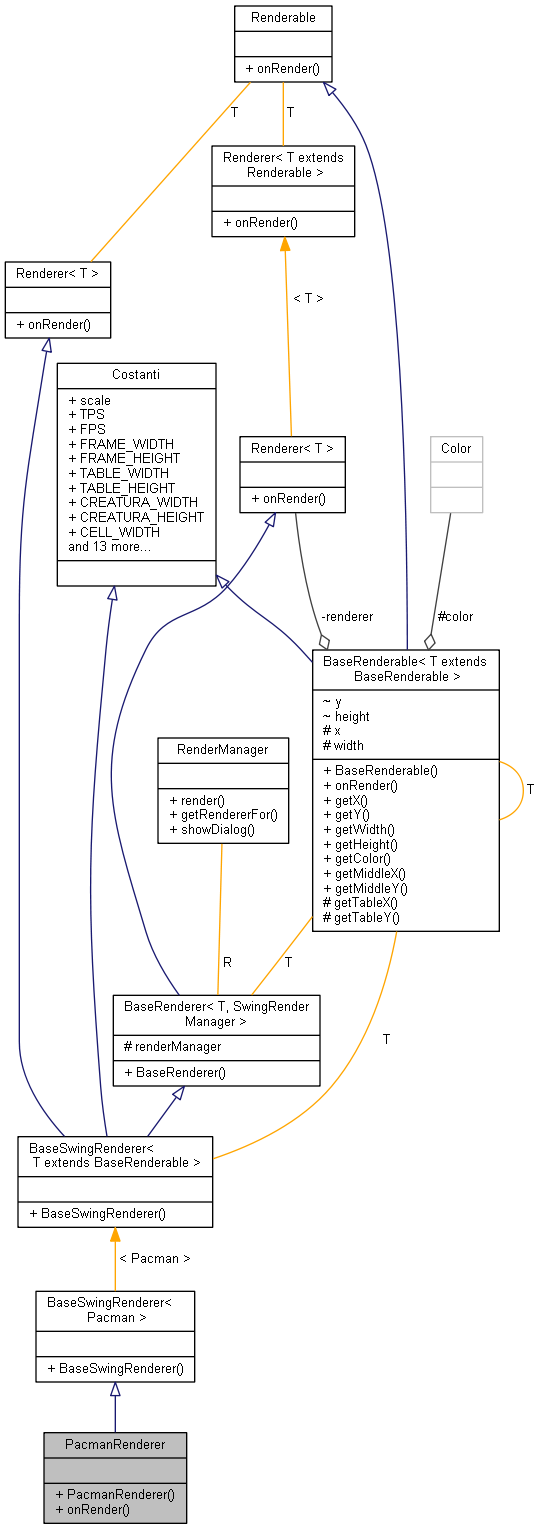 Renderable
+ onRender()
T
T
Renderer< T extends
Renderable >
+ onRender()
Renderer< T >
+ onRender()
< T >
Costanti
+ scale
+ TPS
+ FPS
+ FRAME_WIDTH
+ FRAME_HEIGHT
+ TABLE_WIDTH
+ TABLE_HEIGHT
+ CREATURA_WIDTH
+ CREATURA_HEIGHT
+ CELL_WIDTH
and 13 more...
Renderer< T >
+ onRender()
Color
-renderer
#color
BaseRenderable< T extends
BaseRenderable >
~ y
~ height
# x
# width
+ BaseRenderable()
+ onRender()
+ getX()
+ getY()
+ getWidth()
+ getHeight()
+ getColor()
+ getMiddleX()
+ getMiddleY()
# getTableX()
# getTableY()
T
RenderManager
+ render()
+ getRendererFor()
+ showDialog()
R
T
BaseRenderer< T, SwingRender
Manager >
# renderManager
+ BaseRenderer()
T
BaseSwingRenderer<
T extends BaseRenderable >
+ BaseSwingRenderer()
< Pacman >
BaseSwingRenderer<
Pacman >
+ BaseSwingRenderer()
PacmanRenderer
+ PacmanRenderer()
+ onRender()